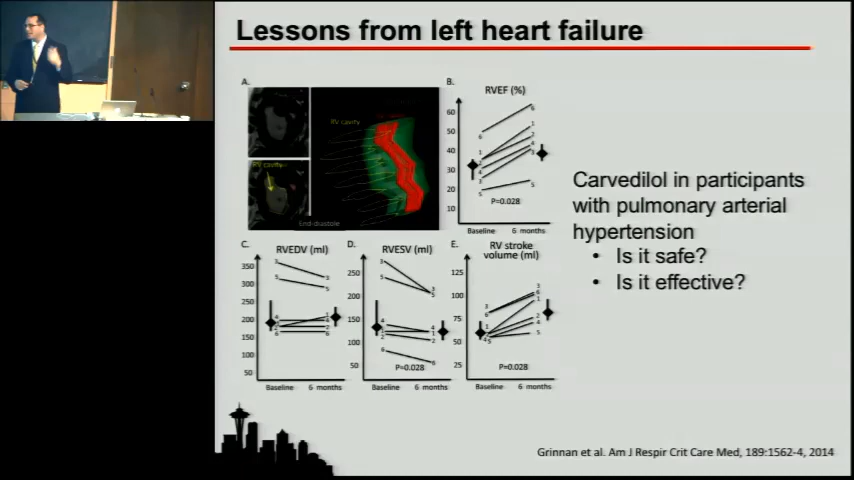 Lessons from left heart failure
A.
RV cavity
RV cavity
End-diastole
B.
RVEF (%)
60
50
40
30
20
10
P=0.028
Baseline 6 months
C.
RVEDV (ml)
350
300
250
200
150
100
50
Baseline 6 months
D.
RVESV (ml)
250
200
150
100
50
P=0.028
Baseline 6 months
E.
RV stroke
volume (ml)
125
100
75
50
25
P=0.028
Baseline 6 months
Carvedilol in participants
with pulmonary arterial
hypertension
• Is it safe?
• Is it effective?
Grinnan et al. Am J Respir Crit Care Med, 189:1562-4, 2014